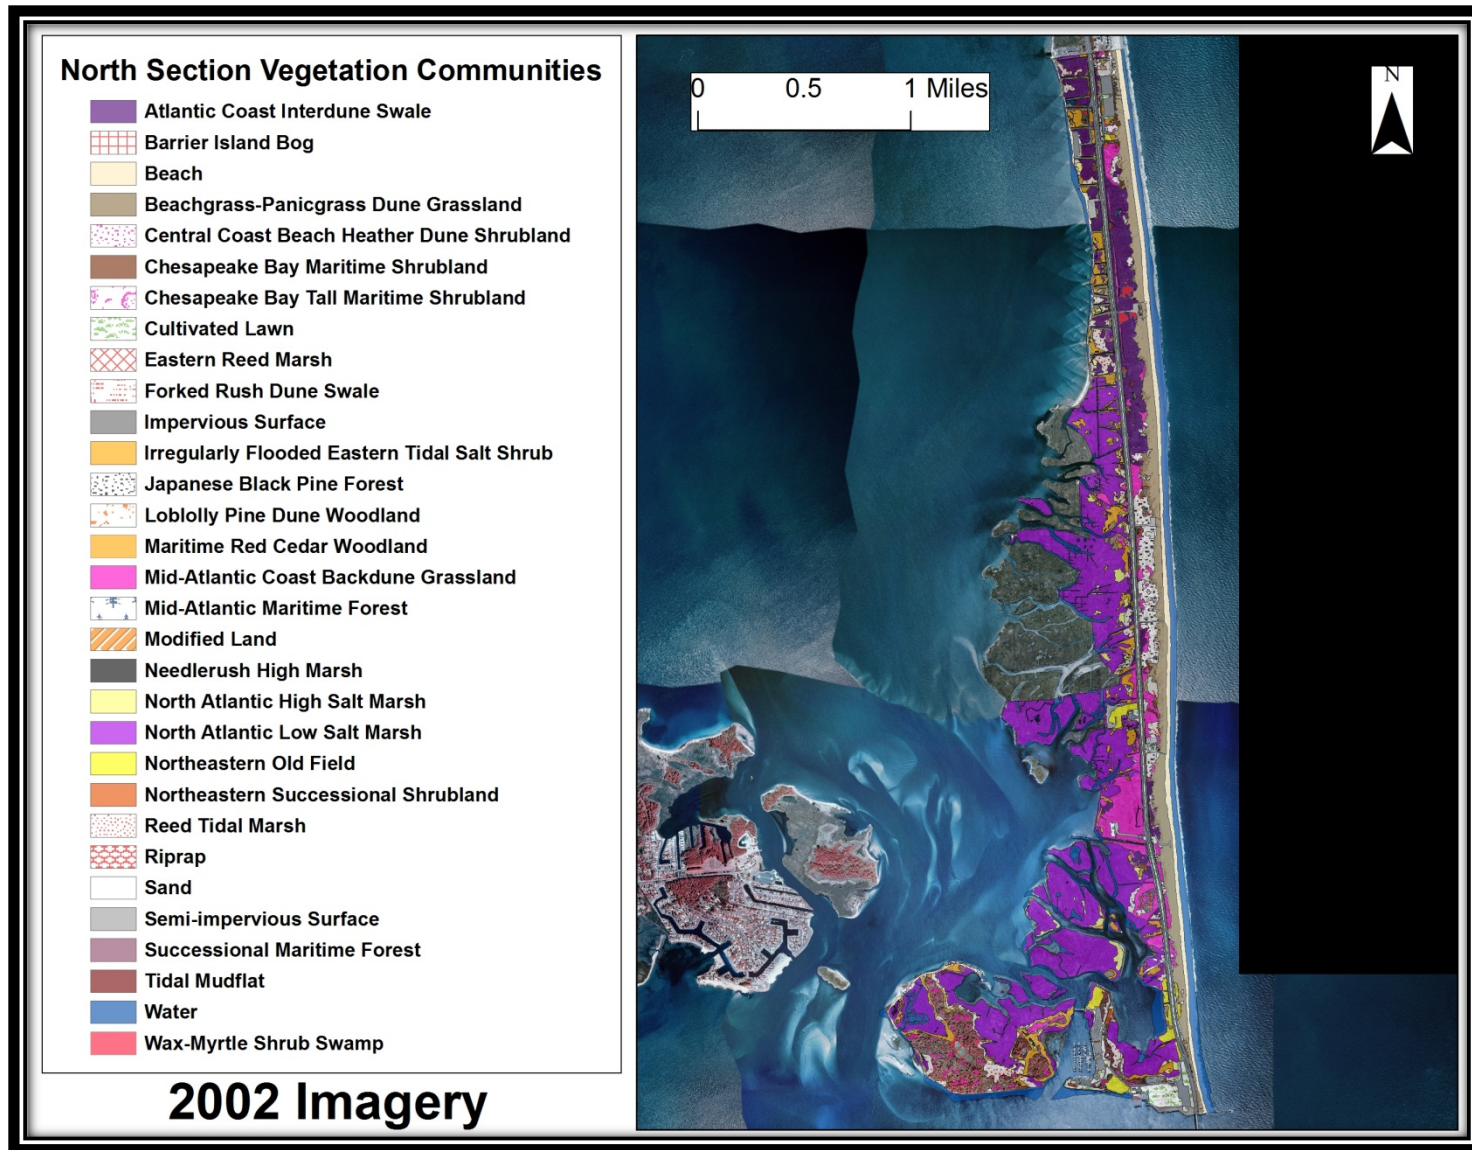 North Section Vegetation Communities
Atlantic Coast Interdune Swale
Barrier Island Bog
Beach
Beachgrass-Panicgrass Dune Grassland
Central Coast Beach Heather Dune Shrubland
Chesapeake Bay Maritime Shrubland
Chesapeake Bay Tall Maritime Shrubland
Cultivated Lawn
Eastern Reed Marsh
Forked Rush Dune Swale
Impervious Surface
Irregularly Flooded Eastern Tidal Salt Shrub
Japanese Black Pine Forest
Loblolly Pine Dune Woodland
Maritime Red Cedar Woodland
Mid-Atlantic Coast Backdune Grassland
Mid-Atlantic Maritime Forest
Modified Land
Needlerush High Marsh
North Atlantic High Salt Marsh
North Atlantic Low Salt Marsh
Northeastern Old Field
Northeastern Successional Shrubland
Reed Tidal Marsh
Riprap
Sand
Semi-impervious Surface
Successional Maritime Forest
Tidal Mudflat
Water
Wax-Myrtle Shrub Swamp
2002 Imagery
0 0.5 1 Miles
N